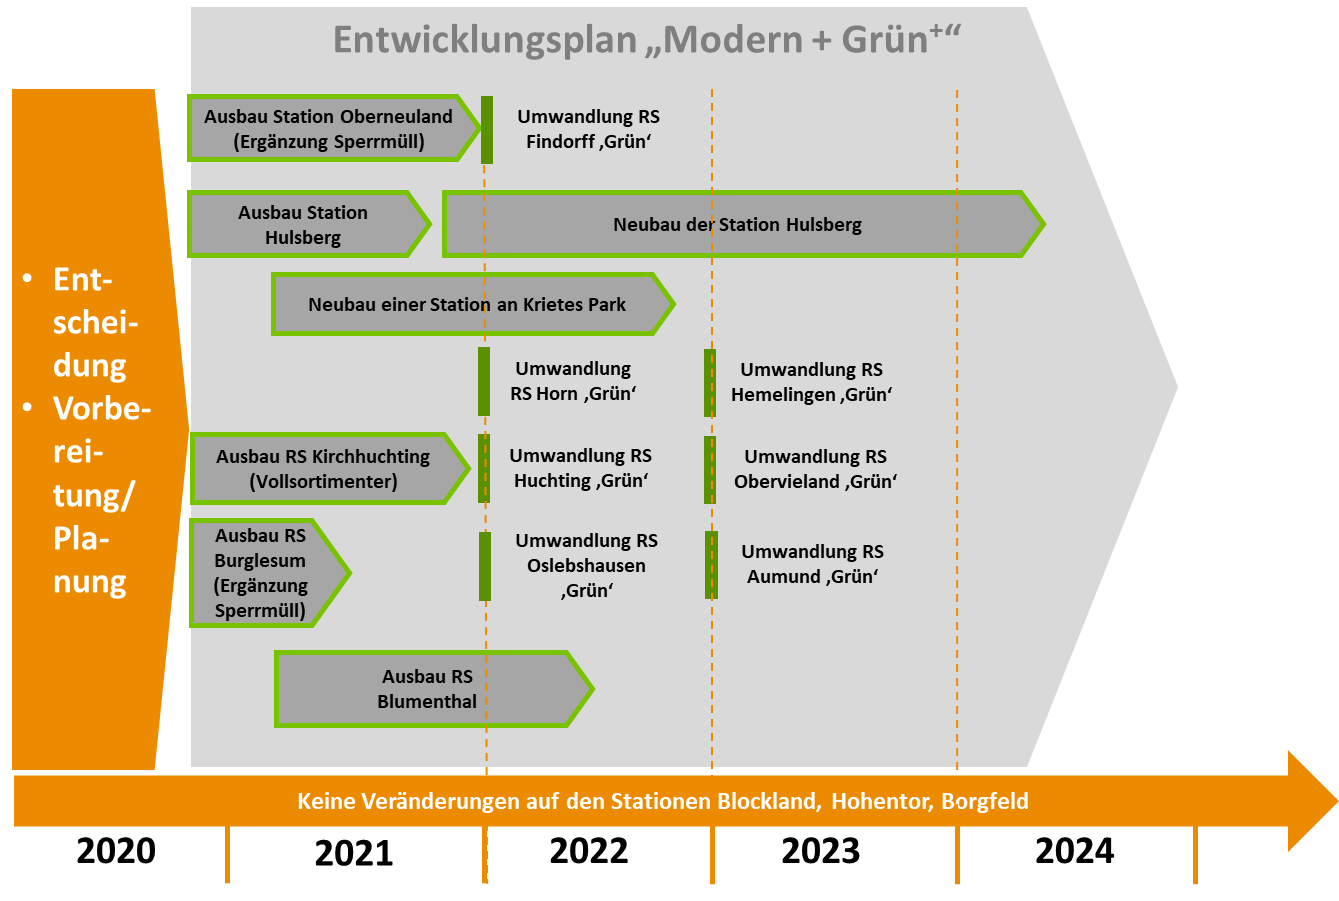 Entwicklungsplan „Modern + Grün+“
• Ent-
schei-
dung
• Vorbe-
rei-
tung/
Pla-
nung
Ausbau Station Oberneuland
(Ergänzung Sperrmüll)
Umwandlung RS
Findorff ‚Grün‘
Ausbau Station
Hulsberg
Neubau der Station Hulsberg
Neubau einer Station an Krietes Park
Umwandlung
RS Horn ‚Grün‘
Umwandlung RS
Hemelingen ‚Grün‘
Ausbau RS Kirchhuchting
(Vollsortimenter)
Umwandlung RS
Huchting ‚Grün‘
Umwandlung RS
Obervieland ‚Grün‘
Ausbau RS
Burglesum
(Ergänzung
Sperrmüll)
Umwandlung RS
Oslebshausen
‚Grün‘
Umwandlung RS
Aumund ‚Grün‘
Ausbau RS
Blumenthal
Keine Veränderungen auf den Stationen Blockland, Hohentor, Borgfeld
2020
2021
2022
2023
2024